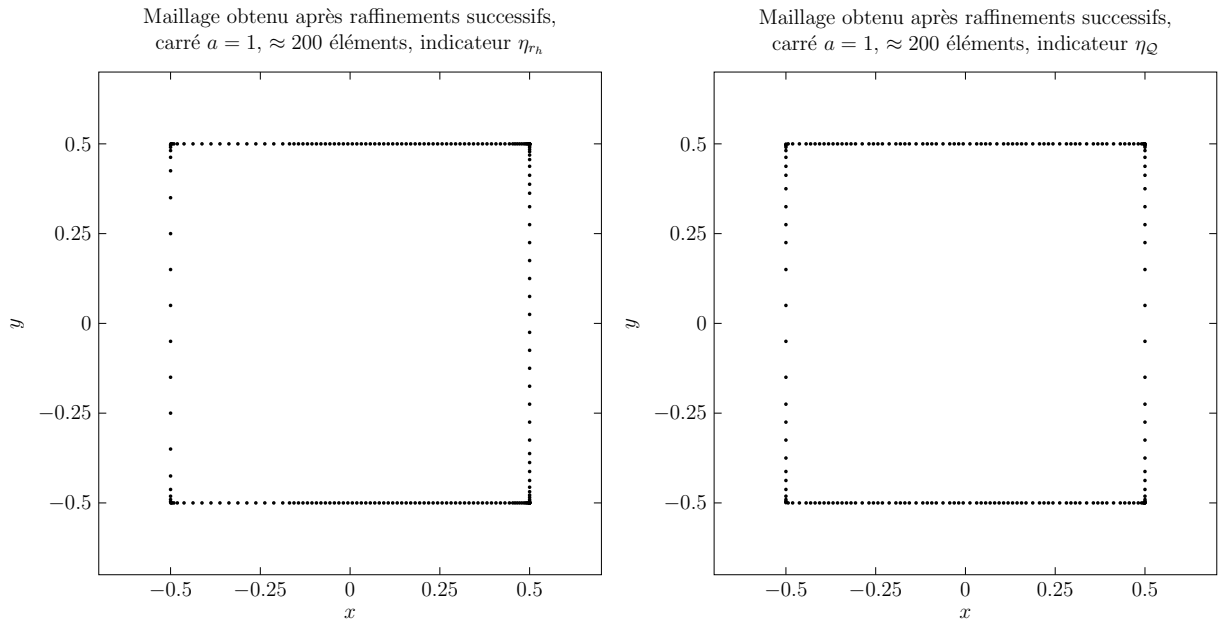 Maillage obtenu après raffinements successifs,
carré $a = 1$, ≈ 200 éléments, indicateur $\eta_{r_h}$
0.5
0.25
0
−0.25
−0.5
y
−0.5 −0.25 0 0.25 0.5
x
Maillage obtenu après raffinements successifs,
carré $a = 1$, ≈ 200 éléments, indicateur $\eta_{\mathcal{Q}}$
0.5
0.25
0
−0.25
−0.5
y
−0.5 −0.25 0 0.25 0.5
x